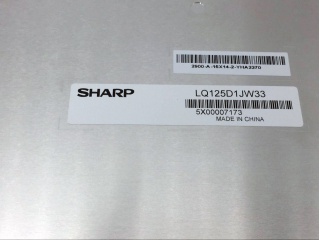 SHARP
LQ125D1JW33
5X00007173
MADE IN CHINA